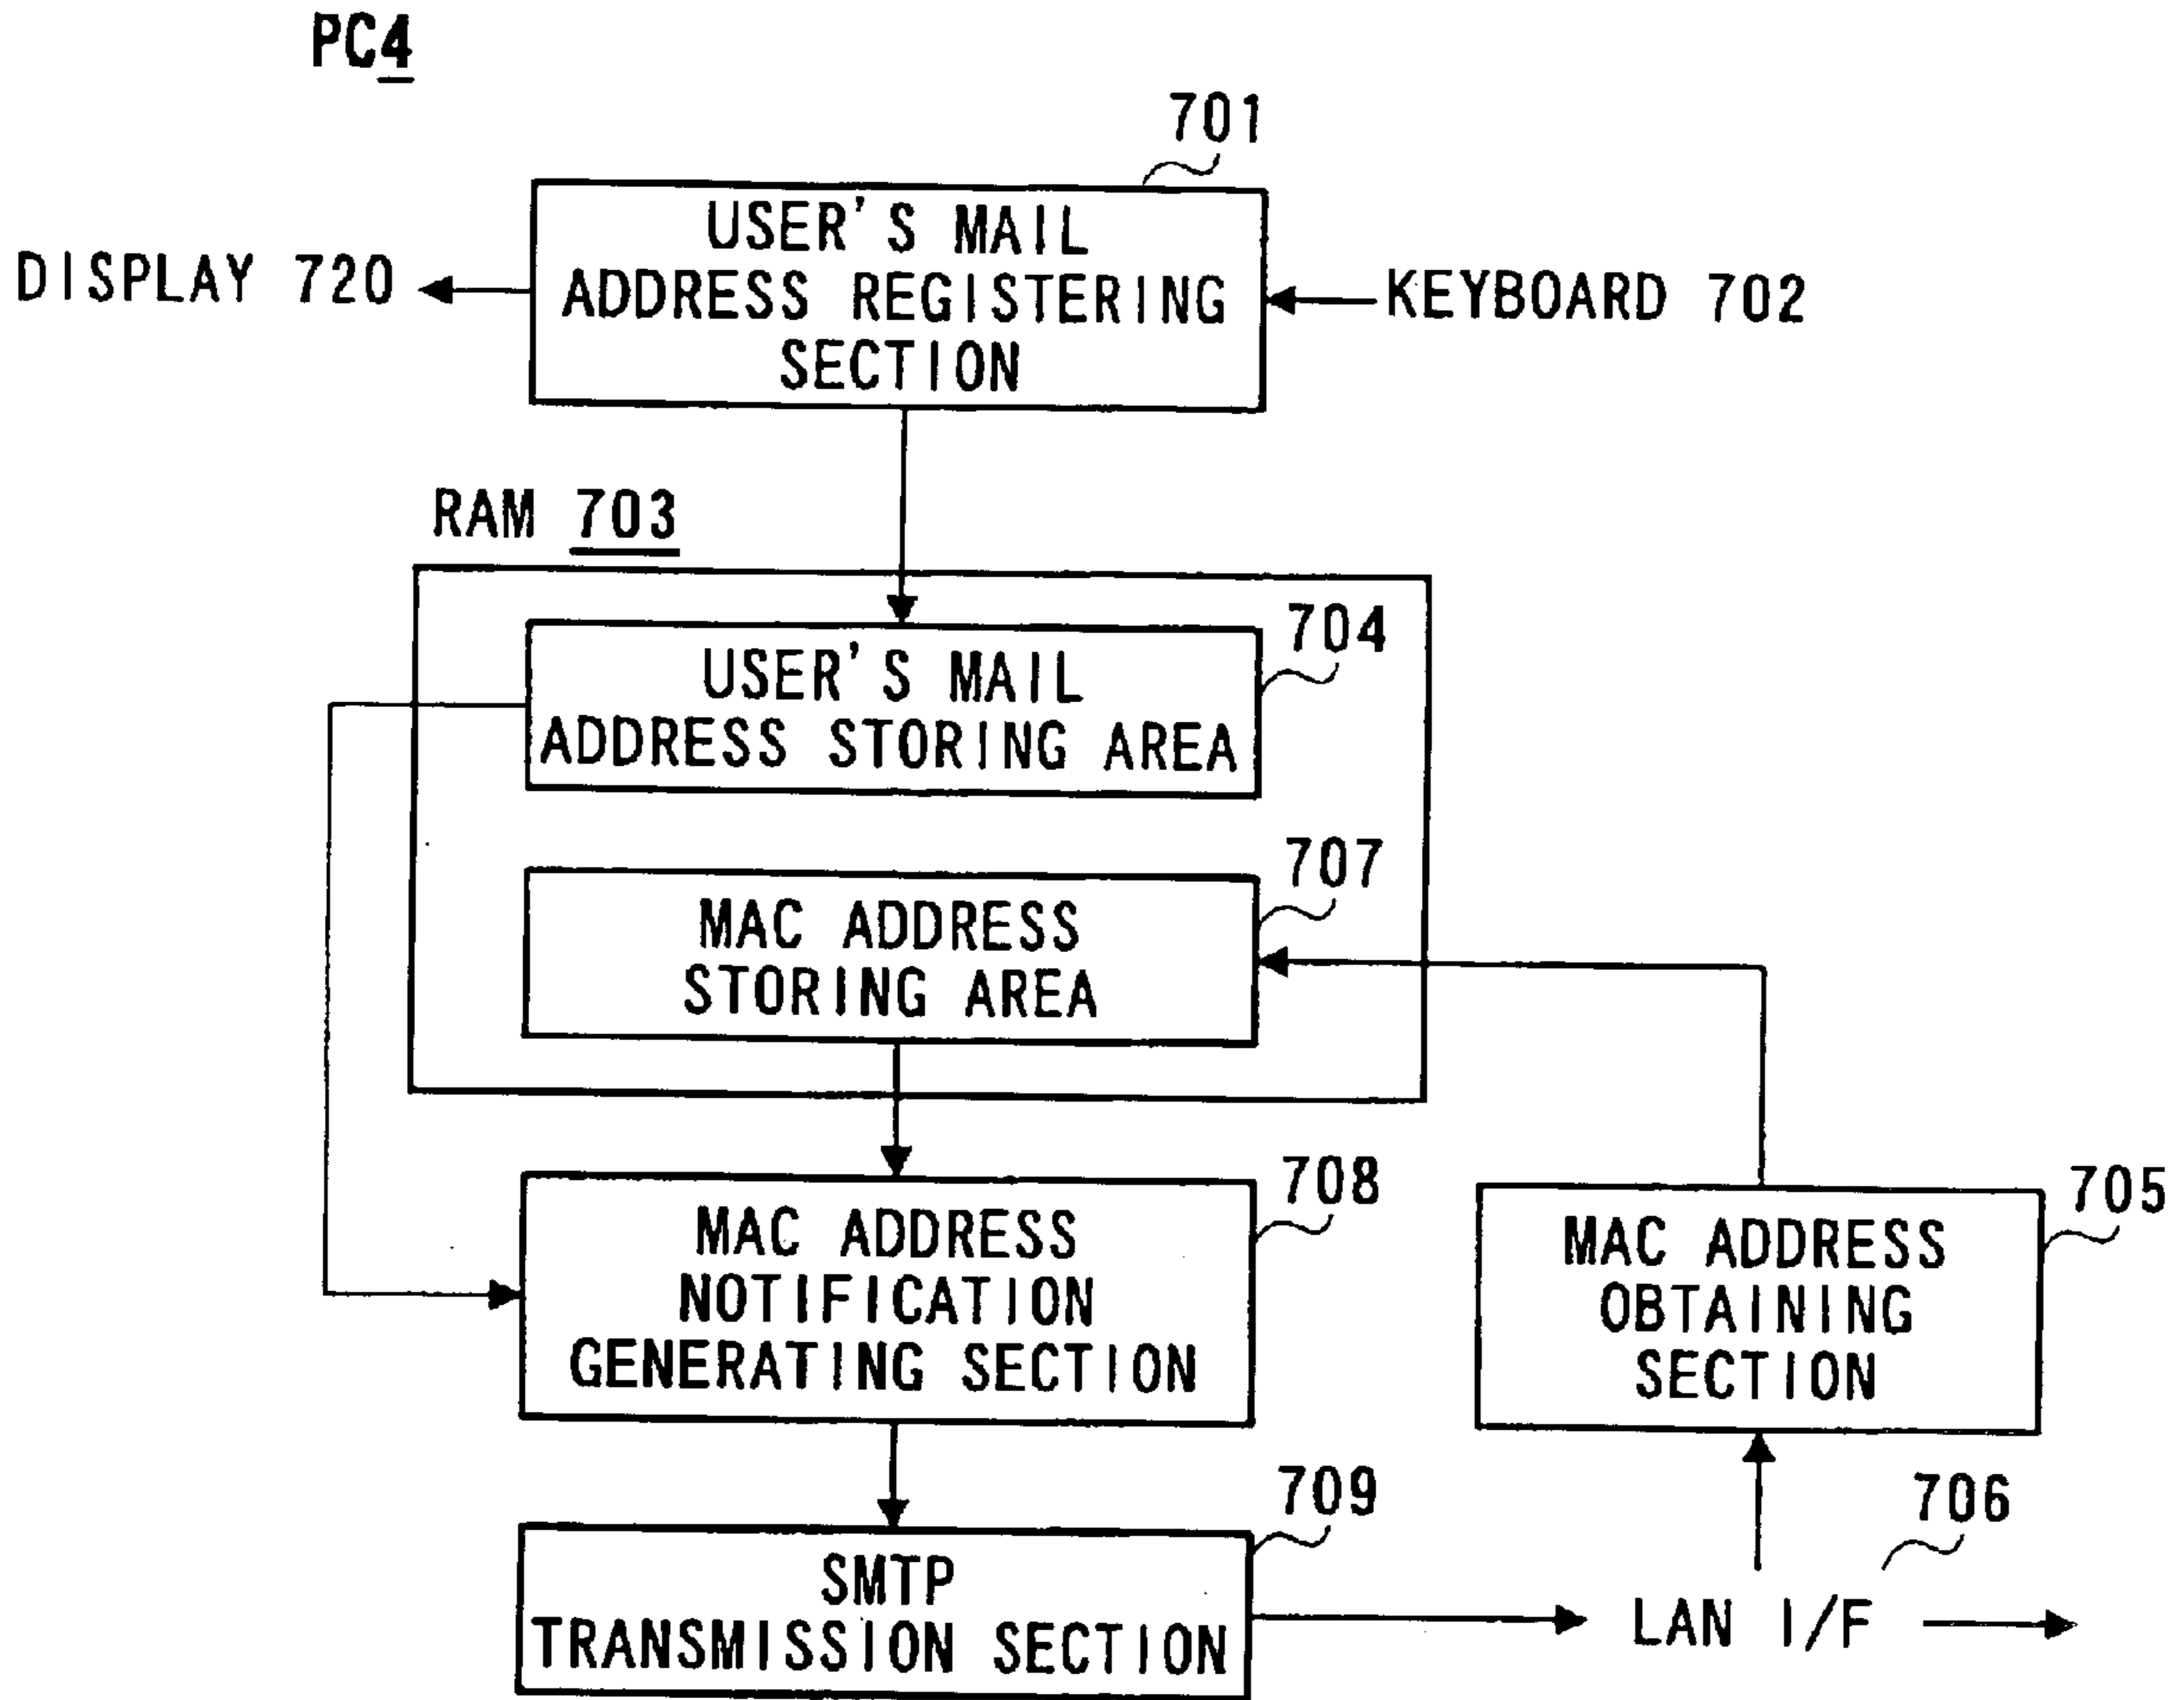 PC4
701
USER'S MAIL
ADDRESS REGISTERING
SECTION
DISPLAY 720
KEYBOARD 702
RAM 703
704
USER'S MAIL
ADDRESS STORING AREA
707
MAC ADDRESS
STORING AREA
708
MAC ADDRESS
NOTIFICATION
GENERATING SECTION
705
MAC ADDRESS
OBTAINING
SECTION
709
SMTP
TRANSMISSION SECTION
706
LAN I/F